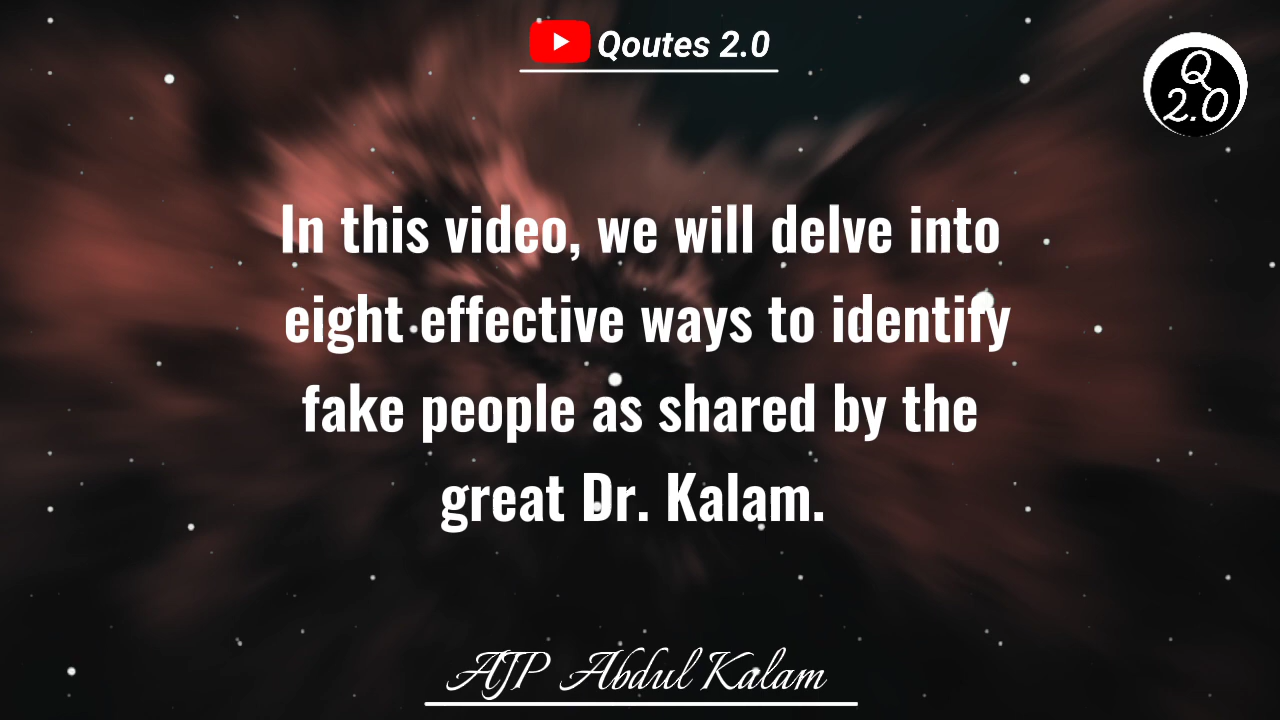 Qoutes 2.0
Q
2.0
In this video, we will delve into
eight effective ways to identify
fake people as shared by the
great Dr. Kalam.
AJP Abdul Kalam